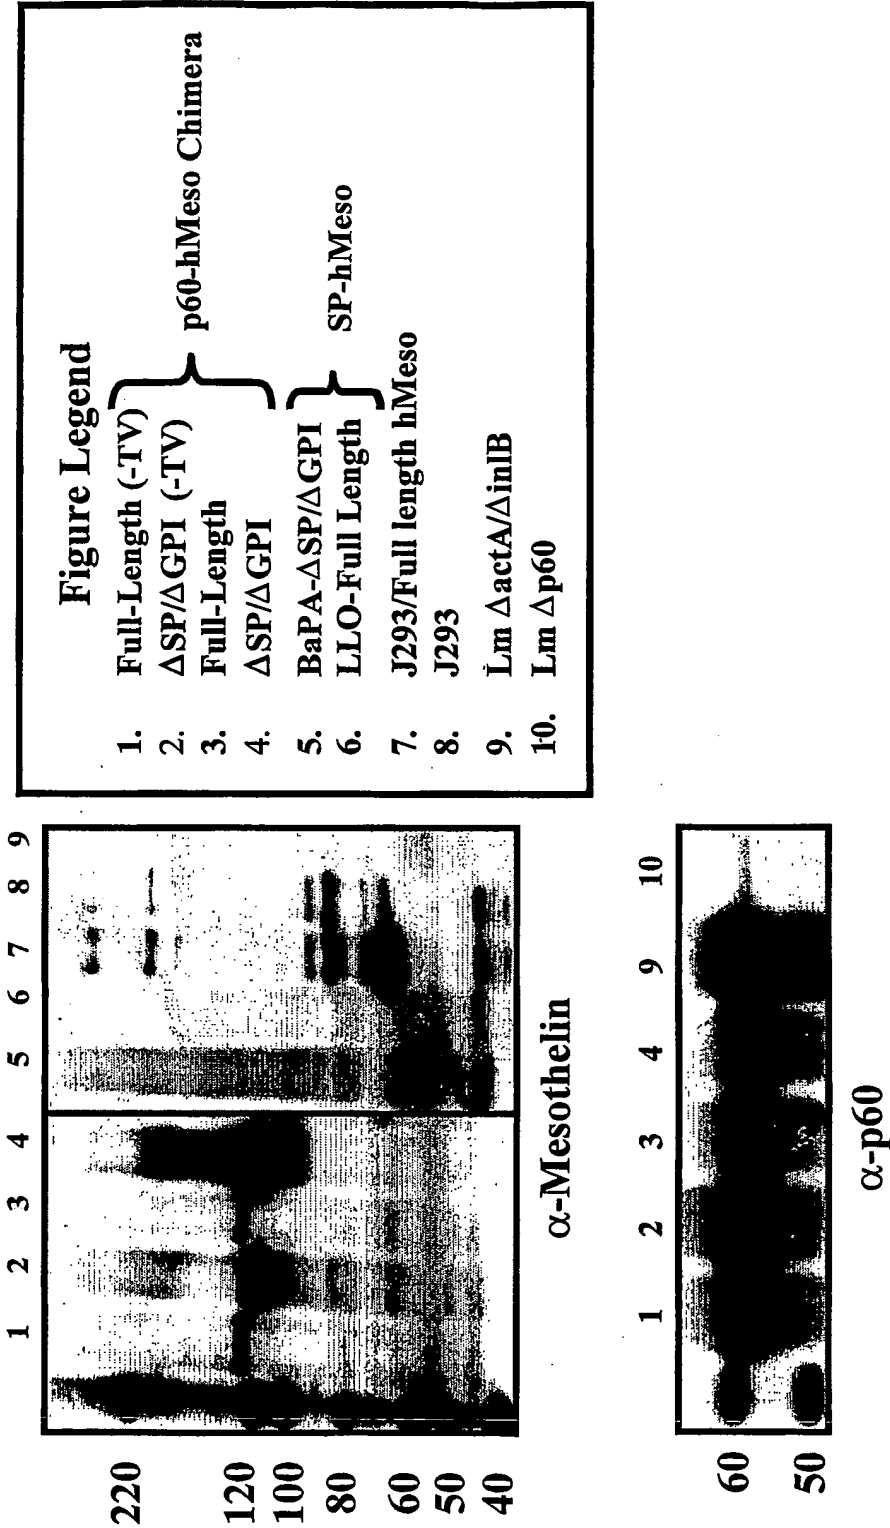 Figure Legend
1. Full-Length (-TV)
2. ΔSP/ΔGPI (-TV)
3. Full-Length
4. ΔSP/ΔGPI
p60-hMeso Chimera
5. BaPA-ΔSP/ΔGPI
6. LLO-Full Length
SP-hMeso
7. J293/Full length hMeso
8. J293
9. Lm ΔactA/ΔinlB
10. Lm Δp60
1 2 3 4 5 6 7 8 9
220
120
100
80
60
50
40
α-Mesothelin
1 2 3 4 9 10
60
50
α-p60